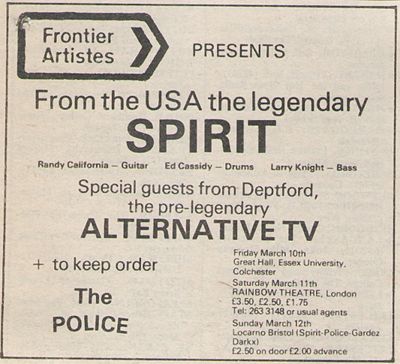 Frontier
Artistes
PRESENTS
From the USA the legendary
SPIRIT
Randy California – Guitar Ed Cassidy – Drums Larry Knight – Bass
Special guests from Deptford,
the pre-legendary
ALTERNATIVE TV
+ to keep order
The
POLICE
Friday March 10th
Great Hall, Essex University,
Colchester
Saturday March 11th
RAINBOW THEATRE, London
£3.50, £2.50, £1.75
Tel: 263 3148 or usual agents
Sunday March 12th
Locarno Bristol (Spirit-Police-Gardez
Darkx)
£2.50 on door £2.00 advance